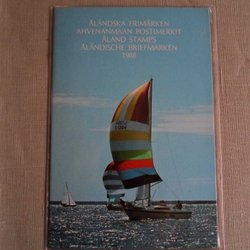 ÅLÄNDSKA FRIMÄRKEN
AHVENANMAAN POSTIMERKIT
ÅLAND STAMPS
ÅLÄNDISCHE BRIEFMARKEN
1988